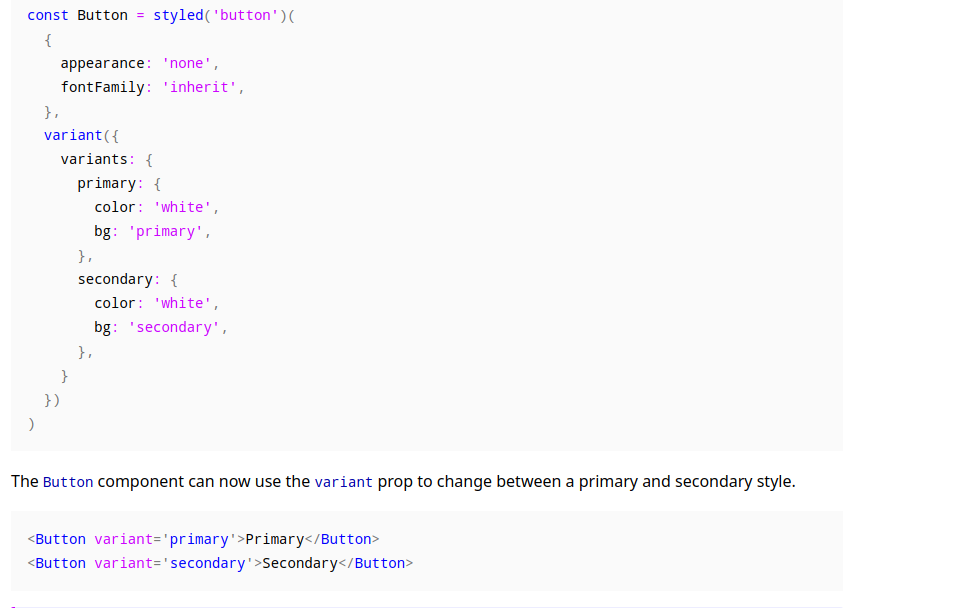 const Button = styled('button')(
  {
    appearance: 'none',
    fontFamily: 'inherit',
  },
  variant({
    variants: {
      primary: {
        color: 'white',
        bg: 'primary',
      },
      secondary: {
        color: 'white',
        bg: 'secondary',
      },
    }
  })
)
The Button component can now use the variant prop to change between a primary and secondary style.
<Button variant='primary'>Primary</Button>
<Button variant='secondary'>Secondary</Button>